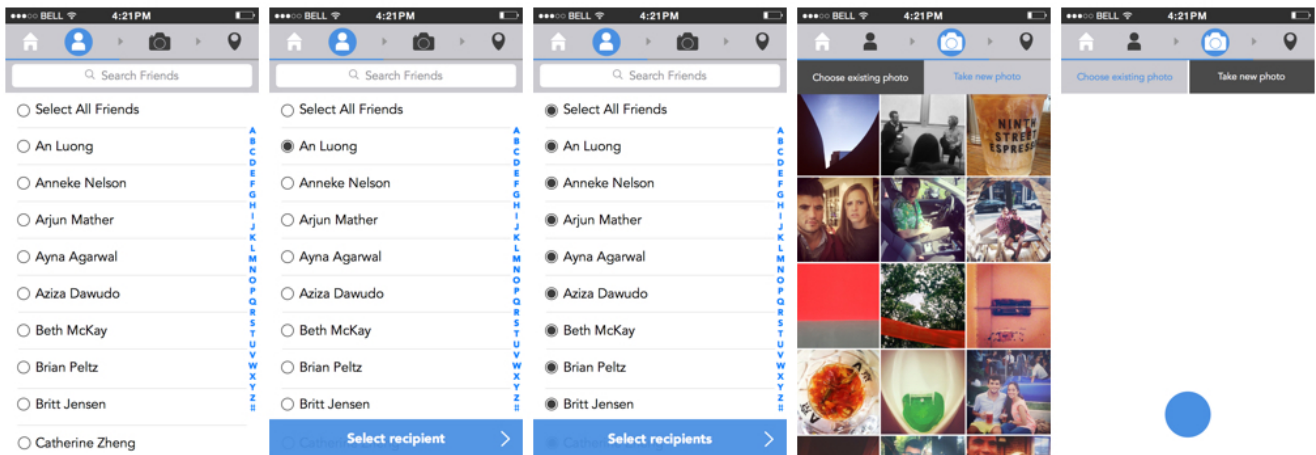 BELL 4:21PM
Search Friends
Select All Friends
An Luong
Anneke Nelson
Arjun Mather
Ayna Agarwal
Aziza Dawudo
Beth McKay
Brian Peltz
Britt Jensen
Catherine Zheng
A
B
C
D
E
F
G
H
I
J
K
L
M
N
O
P
Q
R
S
T
U
V
W
X
Y
Z
#
BELL 4:21PM
Search Friends
Select All Friends
An Luong
Anneke Nelson
Arjun Mather
Ayna Agarwal
Aziza Dawudo
Beth McKay
Brian Peltz
Britt Jensen
Select recipient
A
B
C
D
E
F
G
H
I
J
K
L
M
N
O
P
Q
R
S
T
U
V
W
X
Y
Z
#
BELL 4:21PM
Search Friends
Select All Friends
An Luong
Anneke Nelson
Arjun Mather
Ayna Agarwal
Aziza Dawudo
Beth McKay
Brian Peltz
Britt Jensen
Select recipients
A
B
C
D
E
F
G
H
I
J
K
L
M
N
O
P
Q
R
S
T
U
V
W
X
Y
Z
#
BELL 4:21PM
Choose existing photo Take new photo
NINTH
STREET
ESPRESSO
BELL 4:21PM
Choose existing photo Take new photo